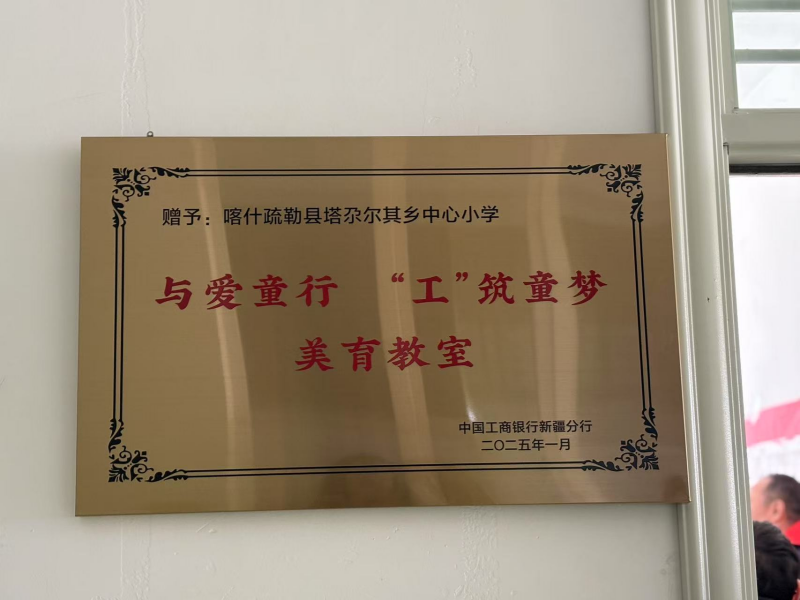 赠予：喀什疏勒县塔尕尔其乡中心小学
与爱童行 “工”筑童梦
美育教室
中国工商银行新疆分行
二〇二五年一月